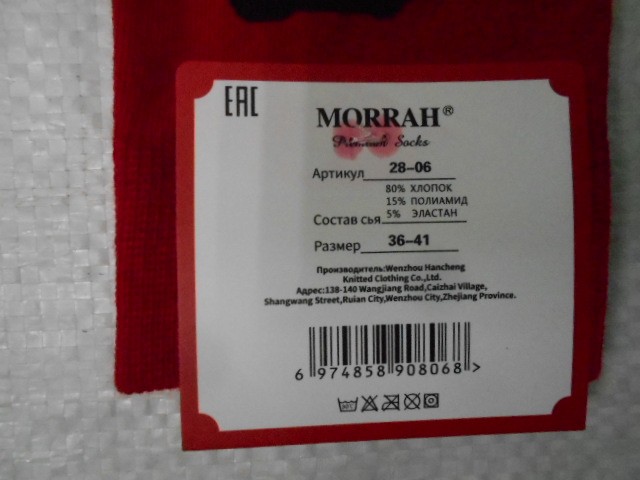 EAC
MORRAH®
Premium Socks
Артикул 28-06
80% ХЛОПОК
15% ПОЛИАМИД
Состав сья 5% ЭЛАСТАН
Размер 36-41
Производитель:Wenzhou Hancheng
Knitted Clothing Co.,Ltd.
Адрес:138-140 Wangjiang Road,Caizhai Village,
Shangwang Street,Ruian City,Wenzhou City,Zhejiang Province.
6 974858 908068 >